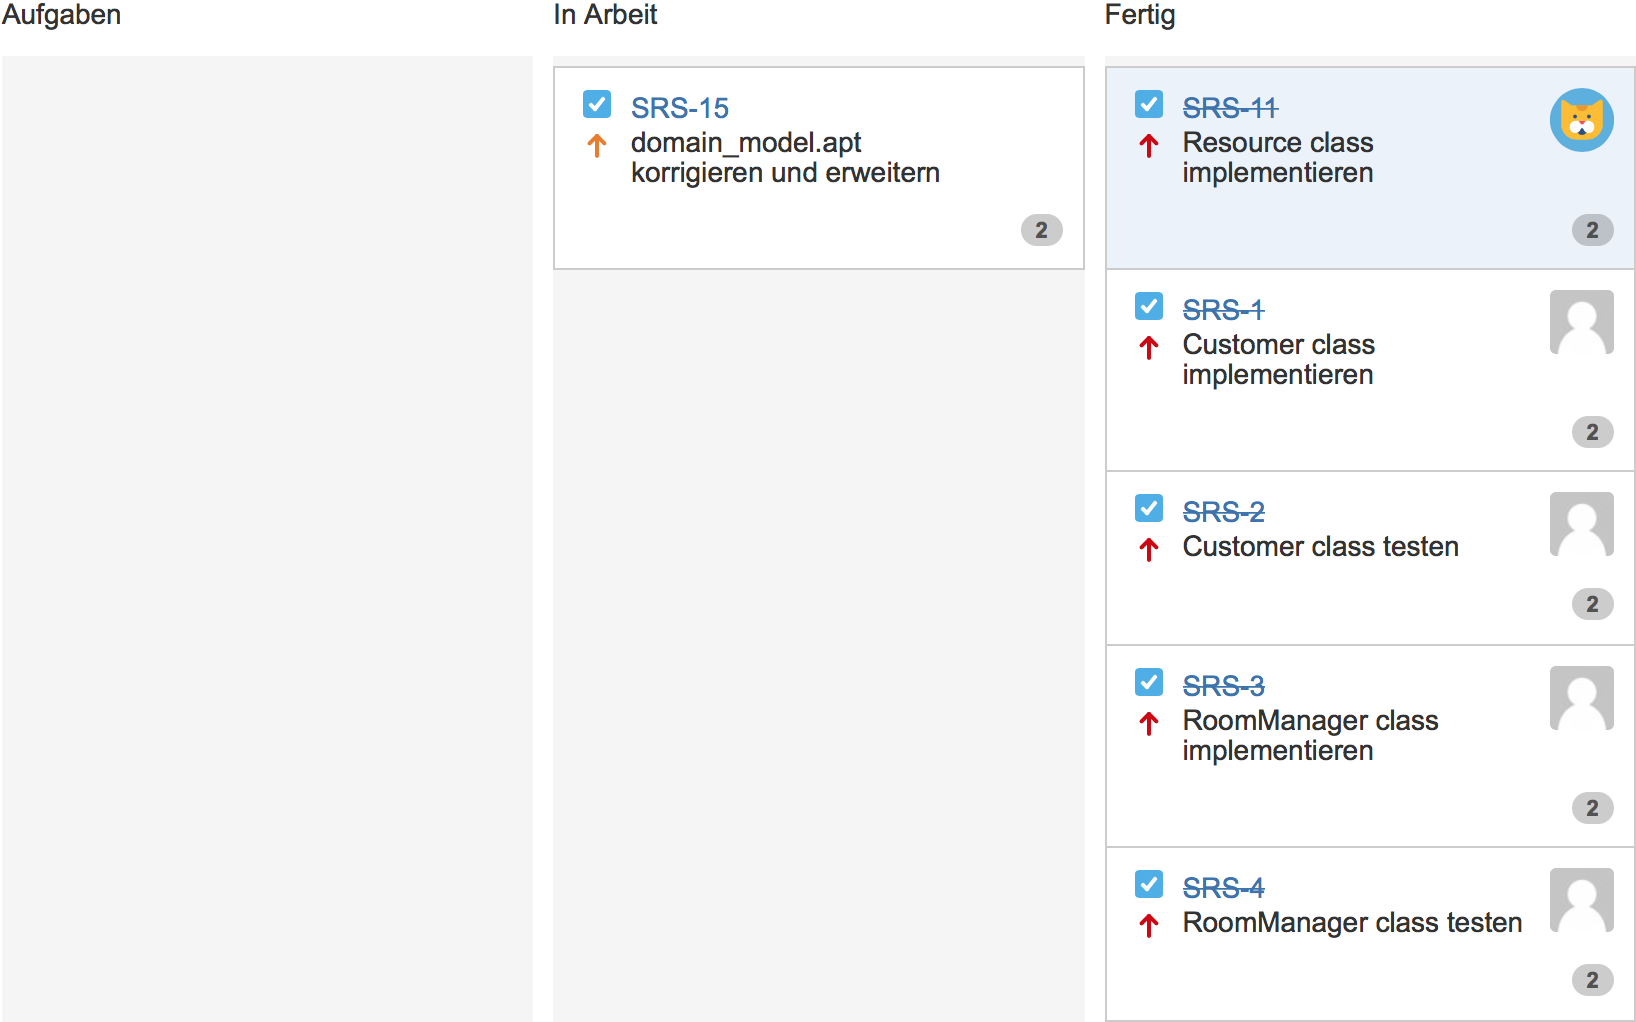 Aufgaben
In Arbeit
SRS-15
domain_model.apt
korrigieren und erweitern
2
Fertig
SRS-11
Resource class
implementieren
2
SRS-1
Customer class
implementieren
2
SRS-2
Customer class testen
2
SRS-3
RoomManager class
implementieren
2
SRS-4
RoomManager class testen
2